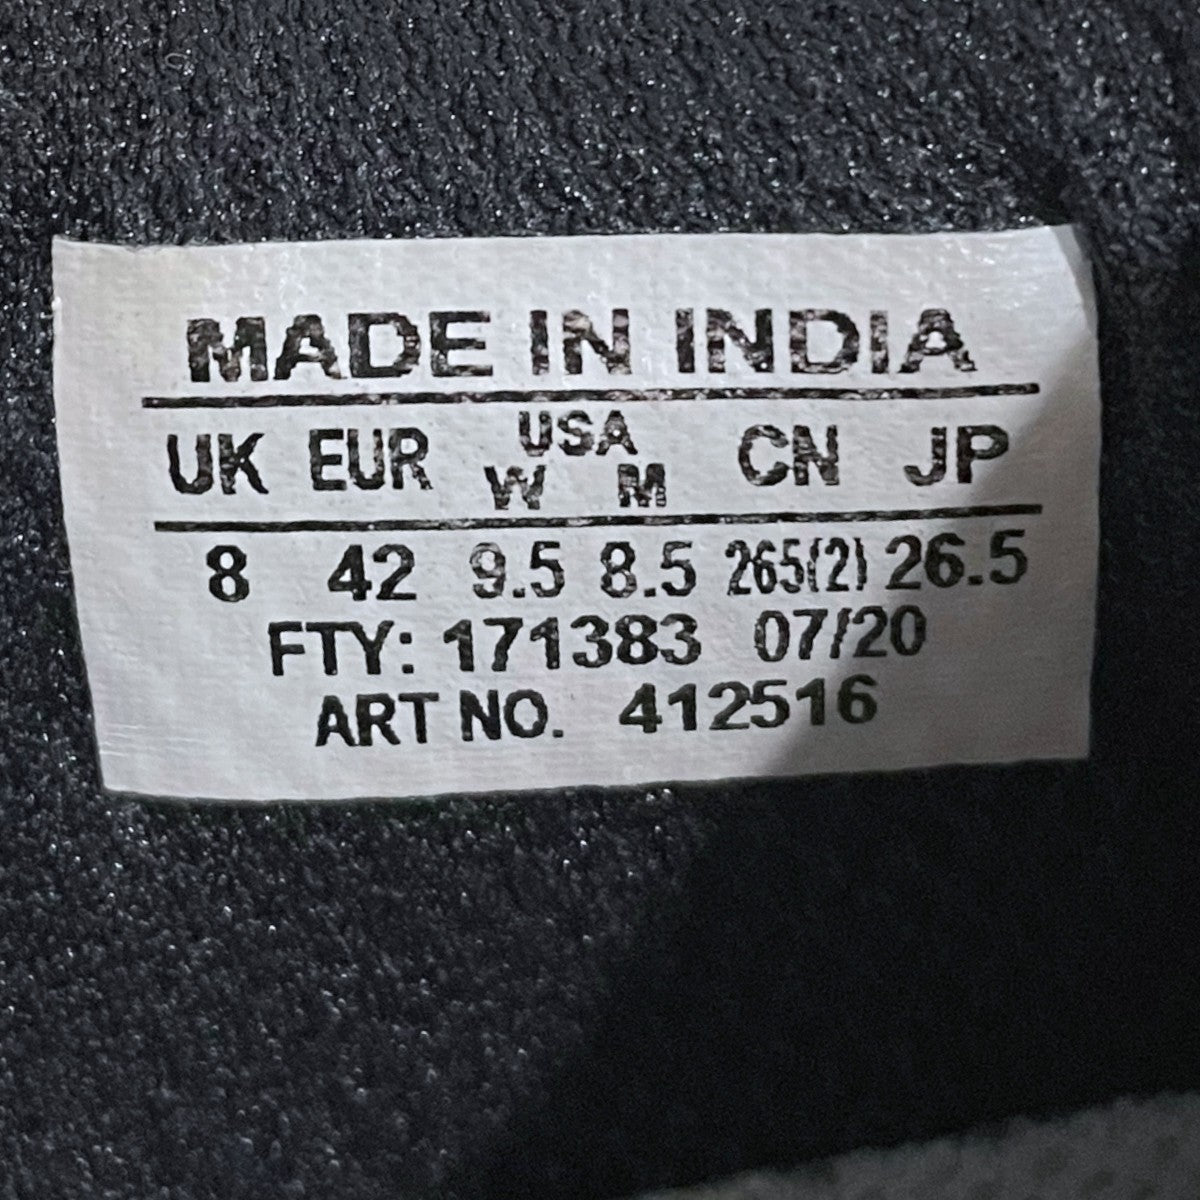 MADE IN INDIA
UK EUR USA CN JP
W M
8 42 9.5 8.5 265(2) 26.5
FTY: 171383 07/20
ART NO. 412516